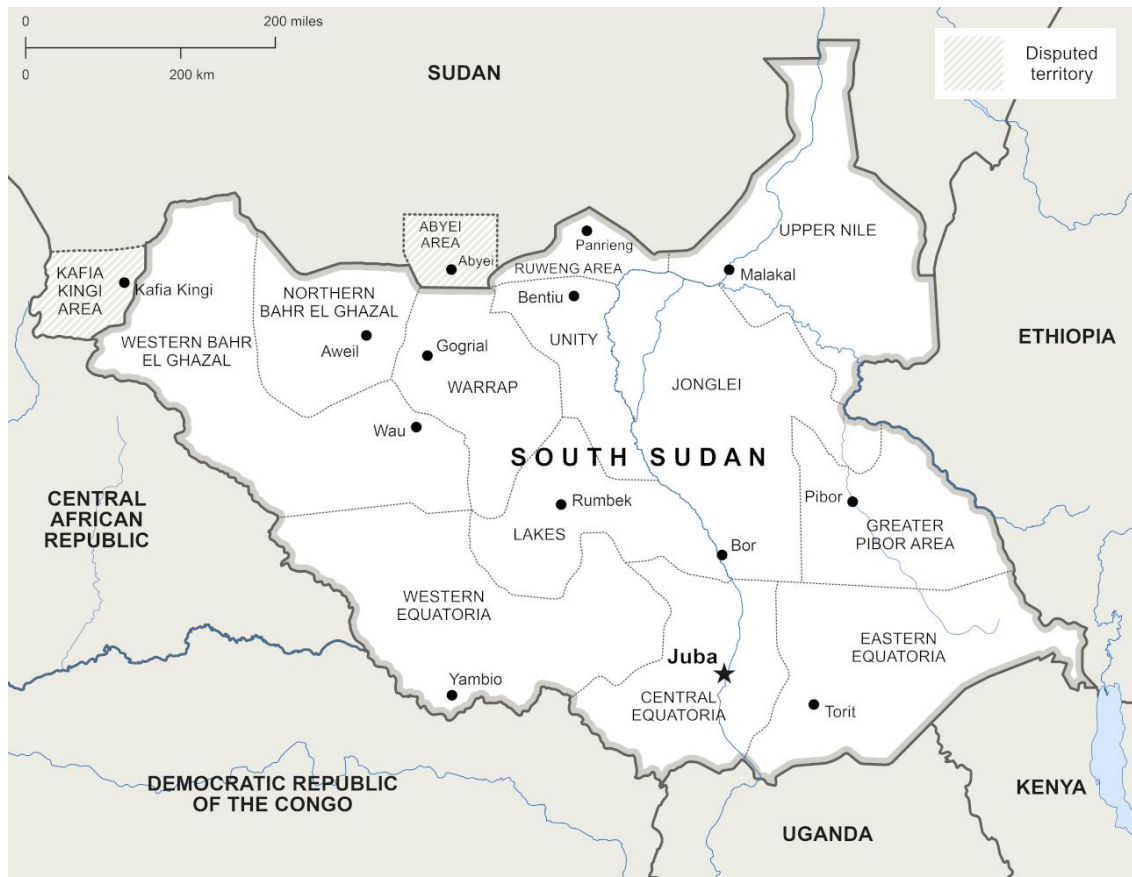 0
200 miles
0
200 km
SUDAN
Disputed
territory
UPPER NILE
ABYEI
AREA
Abyei
Panrieng
RUWENG AREA
Malakal
KAFIA
KINGI
AREA
Kafia Kingi
NORTHERN
BAHR EL GHAZAL
Aweil
Bentiu
UNITY
ETHIOPIA
WESTERN BAHR
EL GHAZAL
Gogrial
WARRAP
JONGLEI
Wau
SOUTH SUDAN
CENTRAL
AFRICAN
REPUBLIC
Rumbek
LAKES
Pibor
GREATER
PIBOR AREA
Bor
WESTERN
EQUATORIA
EASTERN
EQUATORIA
Juba
Yambio
CENTRAL
EQUATORIA
Torit
DEMOCRATIC REPUBLIC
OF THE CONGO
KENYA
UGANDA